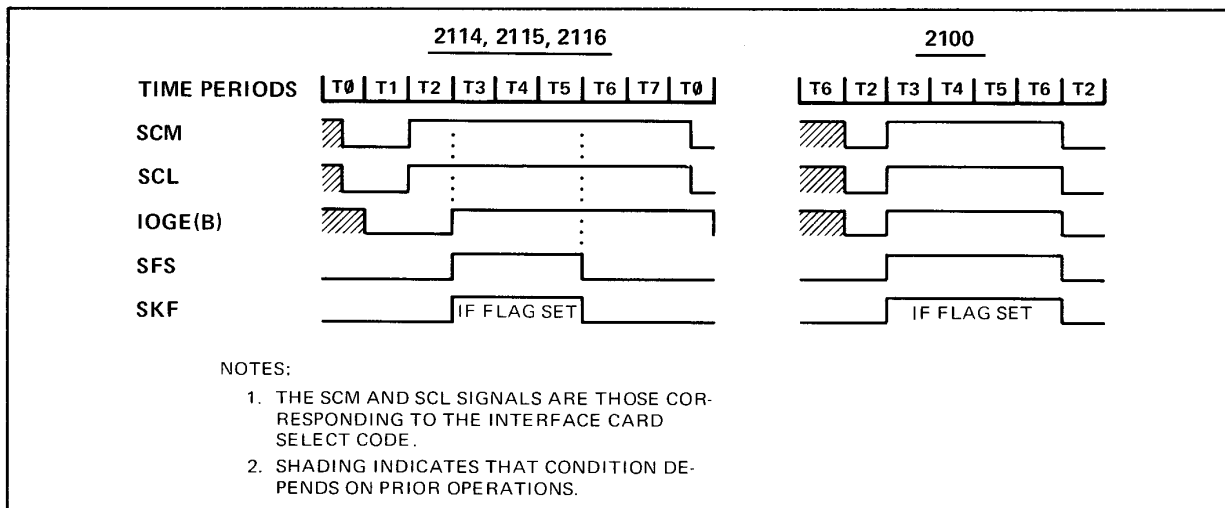 2114, 2115, 2116
2100
TIME PERIODS TØ T1 T2 T3 T4 T5 T6 T7 TØ T6 T2 T3 T4 T5 T6 T2
SCM
SCL
IOGE(B)
SFS
SKF IF FLAG SET IF FLAG SET
NOTES:
1. THE SCM AND SCL SIGNALS ARE THOSE COR-
RESPONDING TO THE INTERFACE CARD
SELECT CODE.
2. SHADING INDICATES THAT CONDITION DE-
PENDS ON PRIOR OPERATIONS.